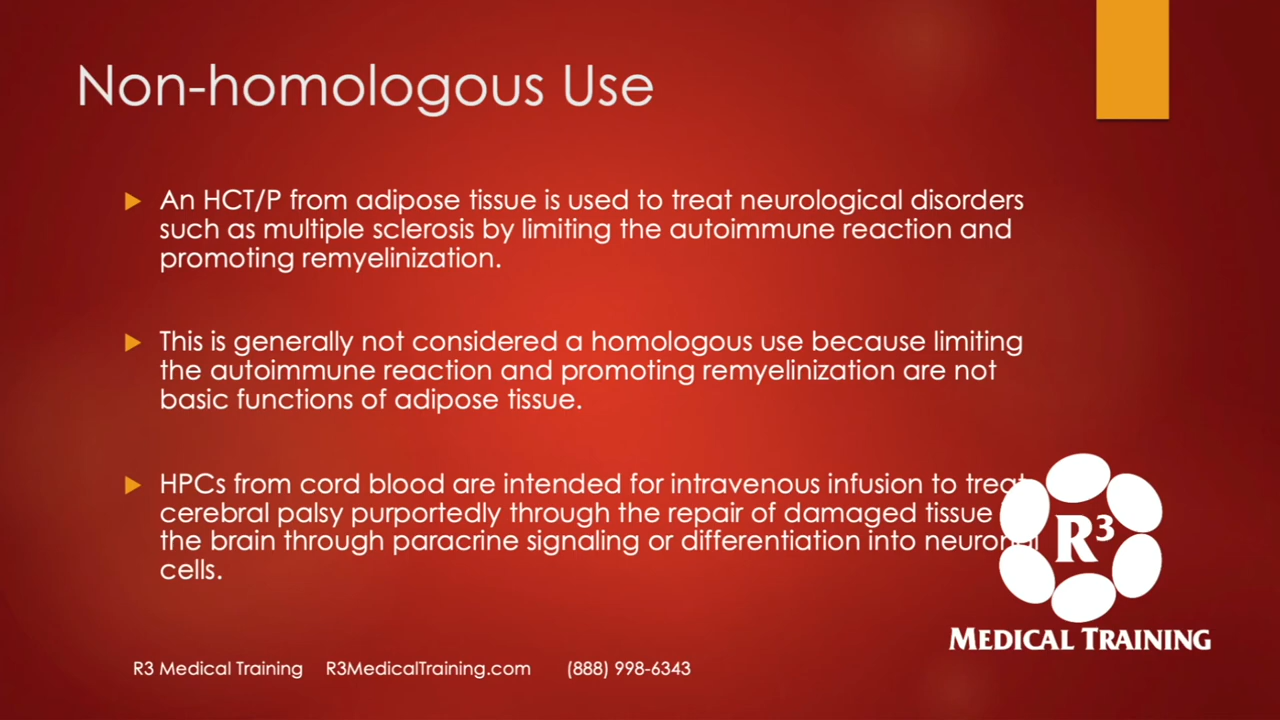 Non-homologous Use
An HCT/P from adipose tissue is used to treat neurological disorders
such as multiple sclerosis by limiting the autoimmune reaction and
promoting remyelinization.
This is generally not considered a homologous use because limiting
the autoimmune reaction and promoting remyelinization are not
basic functions of adipose tissue.
HPCs from cord blood are intended for intravenous infusion to treat
cerebral palsy purportedly through the repair of damaged tissue
the brain through paracrine signaling or differentiation into neuronal
cells.
R³
MEDICAL TRAINING
R3 Medical Training R3MedicalTraining.com (888) 998-6343